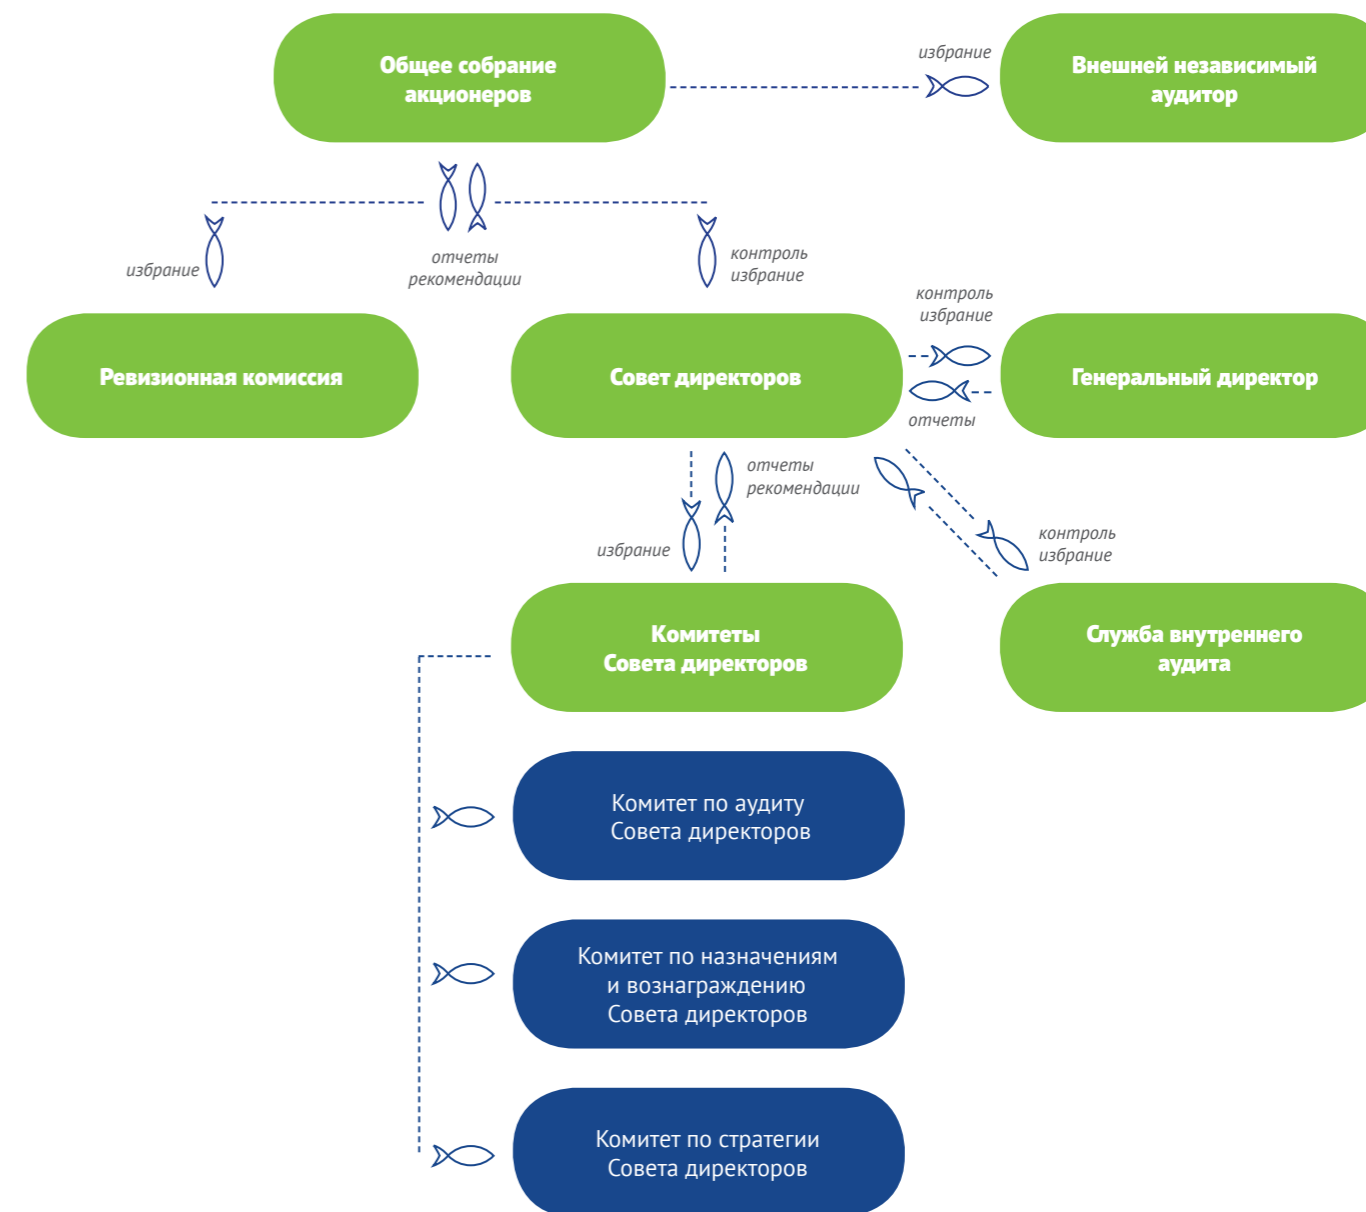 Общее собрание
акционеров
избрание
Внешней независимый
аудитор
избрание
отчеты
рекомендации
контроль
избрание
Ревизионная комиссия
Совет директоров
контроль
избрание
отчеты
Генеральный директор
избрание
отчеты
рекомендации
контроль
избрание
Комитеты
Совета директоров
Служба внутреннего
аудита
Комитет по аудиту
Совета директоров
Комитет по назначениям
и вознаграждению
Совета директоров
Комитет по стратегии
Совета директоров